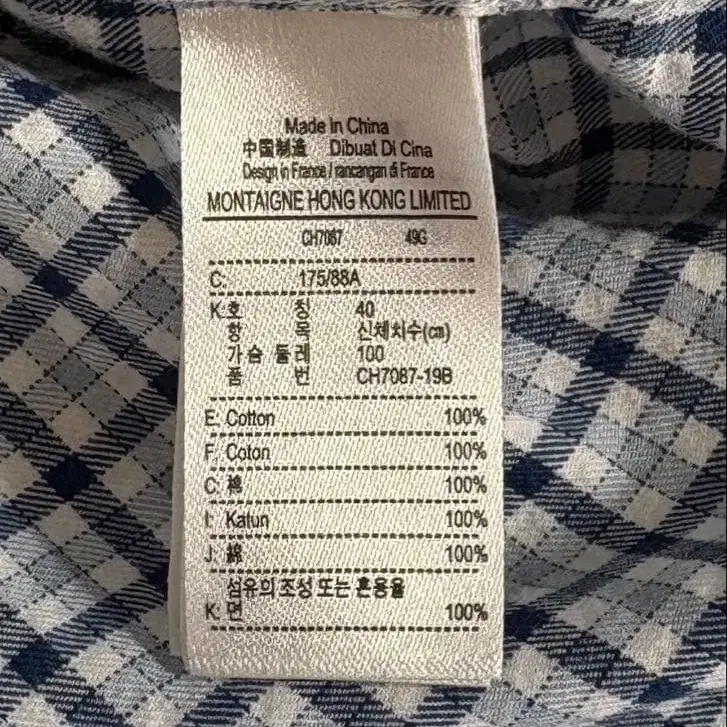 Made in China
中國制造 Dibuat Di Cina
Design in France / rancangan di France
MONTAIGNE HONG KONG LIMITED
CH7087 49G
C: 175/88A
K: 호 칭 40
항 목 신체치수(cm)
가슴 둘레 100
품 번 CH7087-19B
E: Cotton 100%
F: Coton 100%
C: 棉 100%
I: Katun 100%
J: 綿 100%
섬유의 조성 또는 혼용율
K: 면 100%